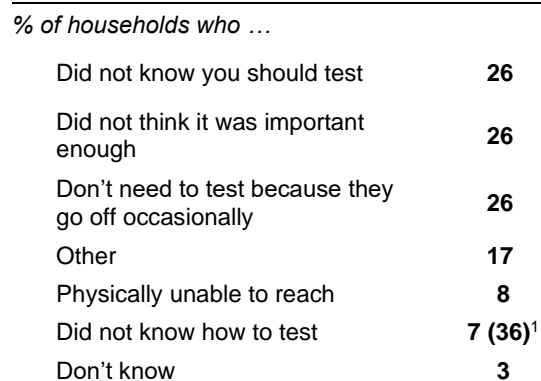 % of households who …
Did not know you should test 26
Did not think it was important
enough 26
Don’t need to test because they
go off occasionally 26
Other 17
Physically unable to reach 8
Did not know how to test 7 (36)¹
Don’t know 3